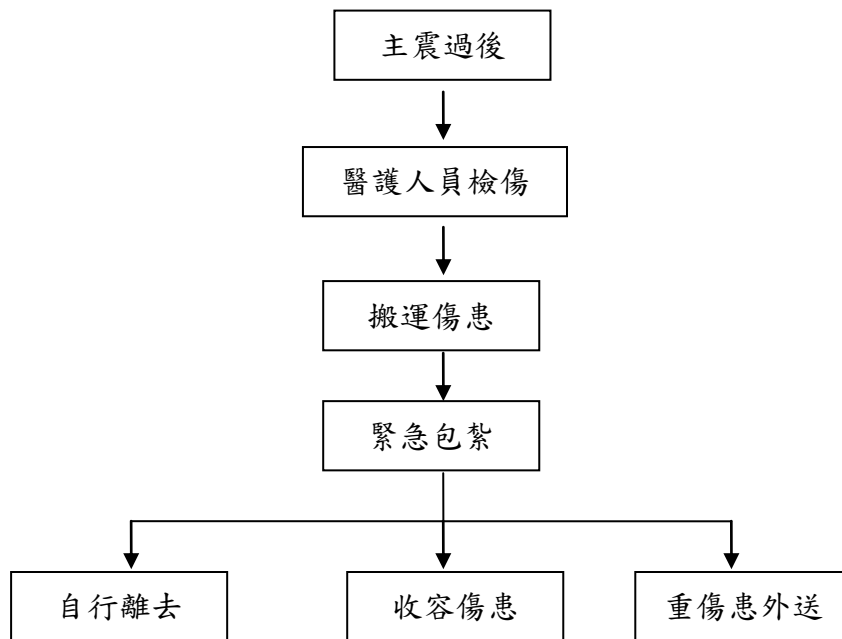 主震過後
醫護人員檢傷
搬運傷患
緊急包紮
自行離去
收容傷患
重傷患外送